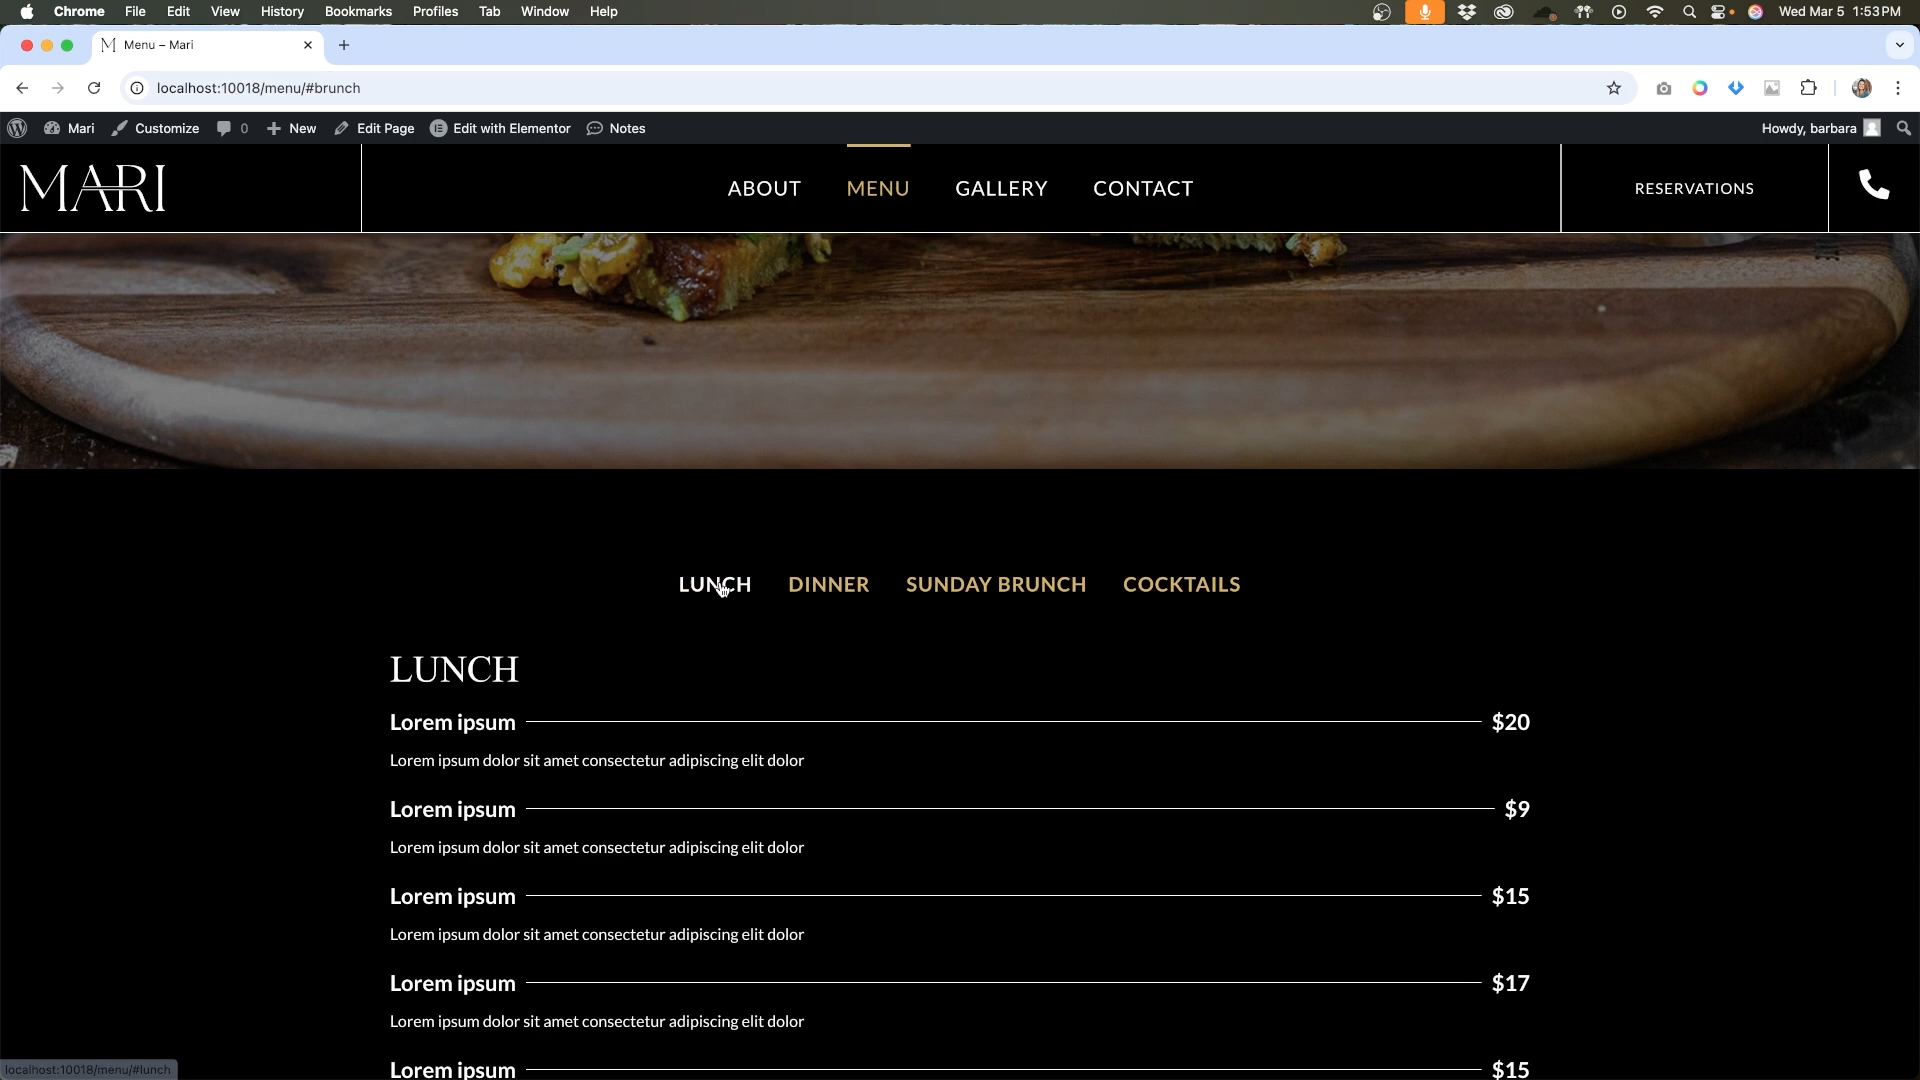 Chrome File Edit View History Bookmarks Profiles Tab Window Help Wed Mar 5 1:53 PM
Menu – Mari
localhost:10018/menu/#brunch
Mari Customize 0 New Edit Page Edit with Elementor Notes Howdy, barbara
MARI ABOUT MENU GALLERY CONTACT RESERVATIONS
LUNCH DINNER SUNDAY BRUNCH COCKTAILS
LUNCH
Lorem ipsum $20
Lorem ipsum dolor sit amet consectetur adipiscing elit dolor
Lorem ipsum $9
Lorem ipsum dolor sit amet consectetur adipiscing elit dolor
Lorem ipsum $15
Lorem ipsum dolor sit amet consectetur adipiscing elit dolor
Lorem ipsum $17
Lorem ipsum dolor sit amet consectetur adipiscing elit dolor
Lorem ipsum $15
localhost:10018/menu/#lunch